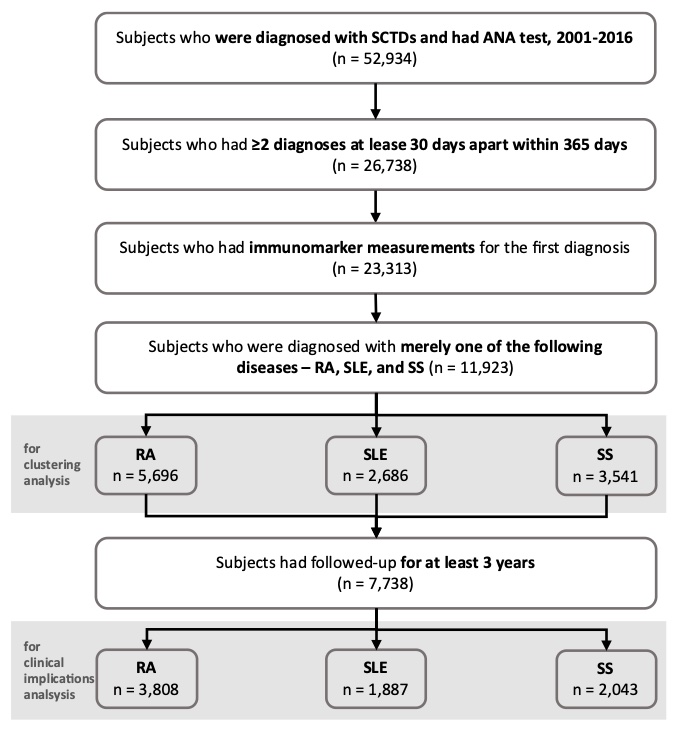 Subjects who were diagnosed with SCTDs and had ANA test, 2001-2016
(n = 52,934)
Subjects who had ≥2 diagnoses at lease 30 days apart within 365 days
(n = 26,738)
Subjects who had immunomarker measurements for the first diagnosis
(n = 23,313)
Subjects who were diagnosed with merely one of the following
diseases – RA, SLE, and SS (n = 11,923)
for
clustering
analysis
RA
n = 5,696
SLE
n = 2,686
SS
n = 3,541
Subjects had followed-up for at least 3 years
(n = 7,738)
for
clinical
implications
analsysis
RA
n = 3,808
SLE
n = 1,887
SS
n = 2,043